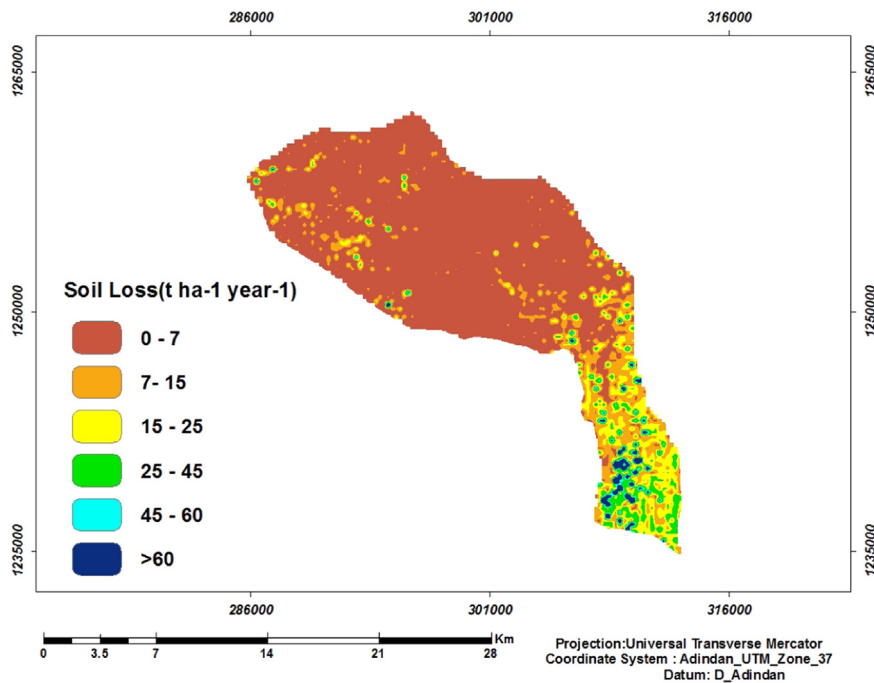 286000 301000 316000
1265000 1265000
Soil Loss(t ha-1 year-1)
1250000 1250000
0 - 7
7- 15
15 - 25
25 - 45
45 - 60
>60
1235000 1235000
286000 301000 316000
0 3.5 7 14 21 28 Km
Projection:Universal Transverse Mercator
Coordinate System : Adindan_UTM_Zone_37
Datum: D_Adindan